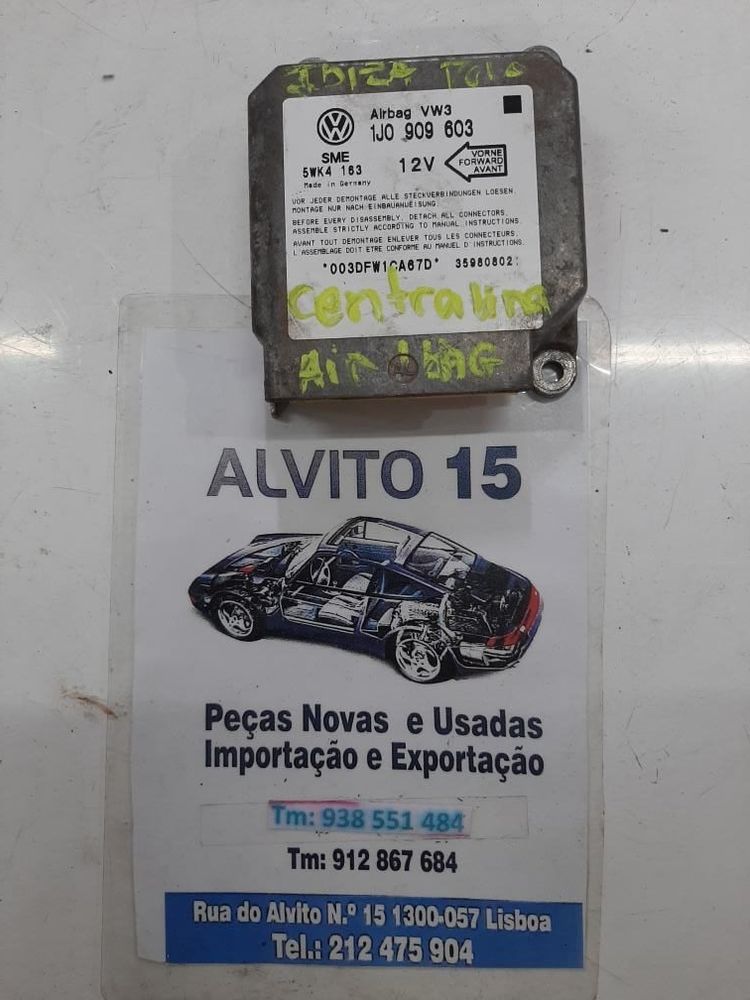 IBIZA Polo
Airbag VW3
1J0 909 603
SME
5WK4 163
Made in Germany
12V
VORNE
FORWARD
AVANT
VOR JEDER DEMONTAGE ALLE STECKVERBINDUNGEN LOESEN.
MONTAGE NUR NACH EINBAUANWEISUNG.
BEFORE EVERY DISASSEMBLY, DETACH ALL CONNECTORS.
ASSEMBLE STRICTLY ACCORDING TO MANUAL INSTRUCTIONS.
AVANT TOUT DEMONTAGE ENLEVER TOUS LES CONNECTEURS.
L'ASSEMBLAGE DOIT ETRE CONFORME AU MANUEL D'INSTRUCTIONS.
*003DFW1CA67D* 35980802
Centralina
Air bAG
ALVITO 15
Peças Novas e Usadas
Importação e Exportação
Tm: 938 551 484
Tm: 912 867 684
Rua do Alvito N.º 15 1300-057 Lisboa
Tel.: 212 475 904